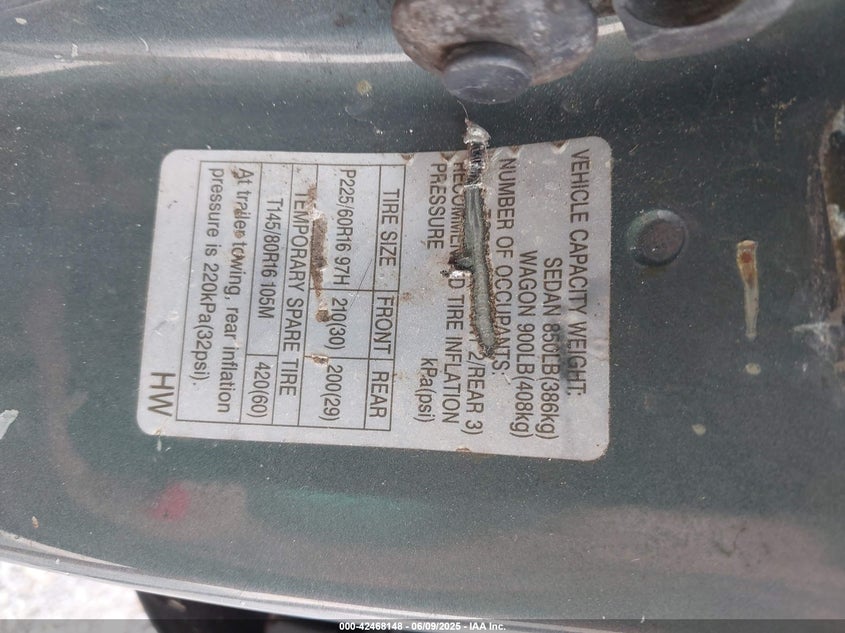 VEHICLE CAPACITY WEIGHT:
SEDAN 850LB(386kg)
WAGON 900LB(408kg)
NUMBER OF OCCUPANTS:
2/REAR 3)
TIRE INFLATION
PRESSURE kPa(psi)
TIRE SIZE FRONT REAR
P225/60R16 97H 210(30) 200(29)
TEMPORARY SPARE TIRE
T145/80R16 105M 420(60)
At trailer towing, rear inflation
pressure is 220kPa(32psi).
HW
000-42468148 - 06/09/2025 - IAA Inc.